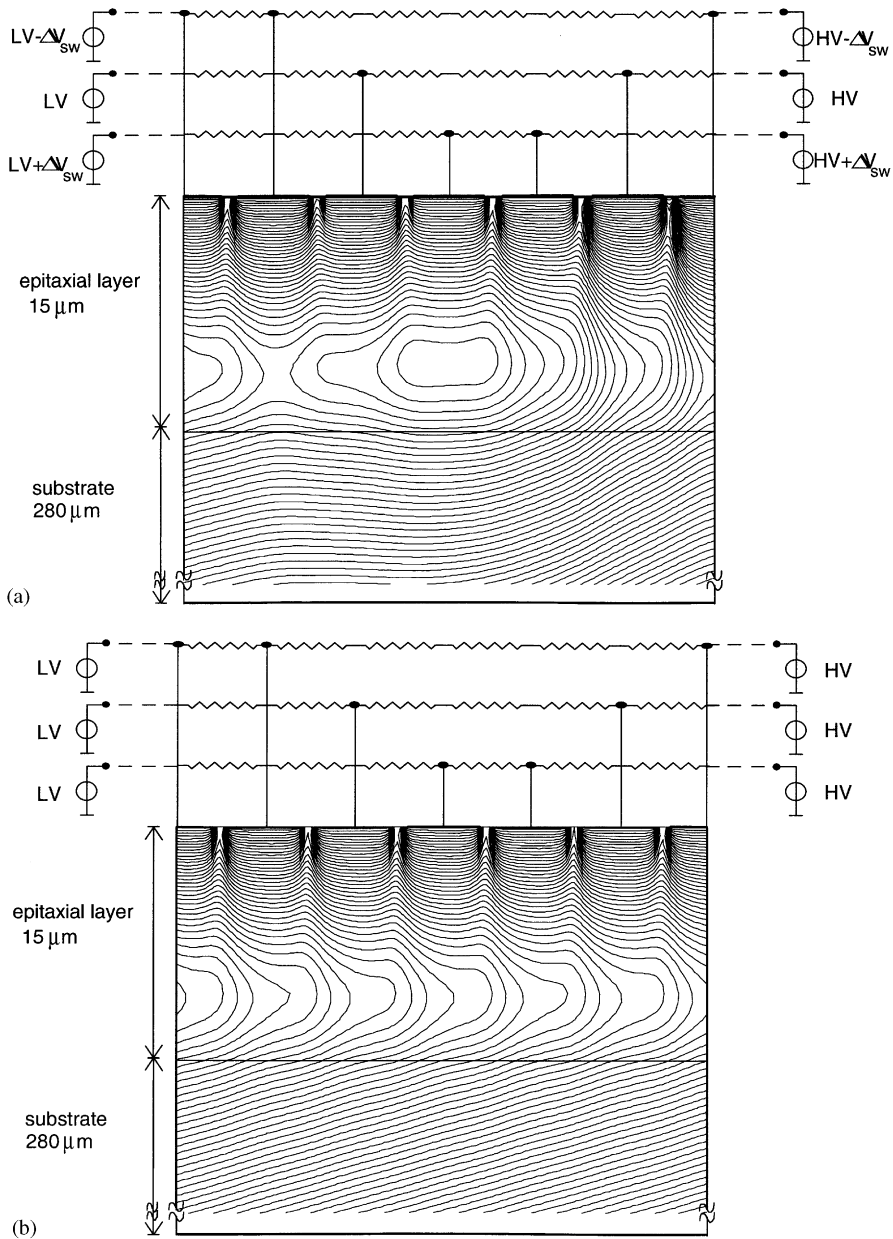 LV-ΔVsw HV-ΔVsw
LV HV
LV+ΔVsw HV+ΔVsw
epitaxial layer
15 μm
substrate
280 μm
(a)
LV HV
LV HV
LV HV
epitaxial layer
15 μm
substrate
280 μm
(b)